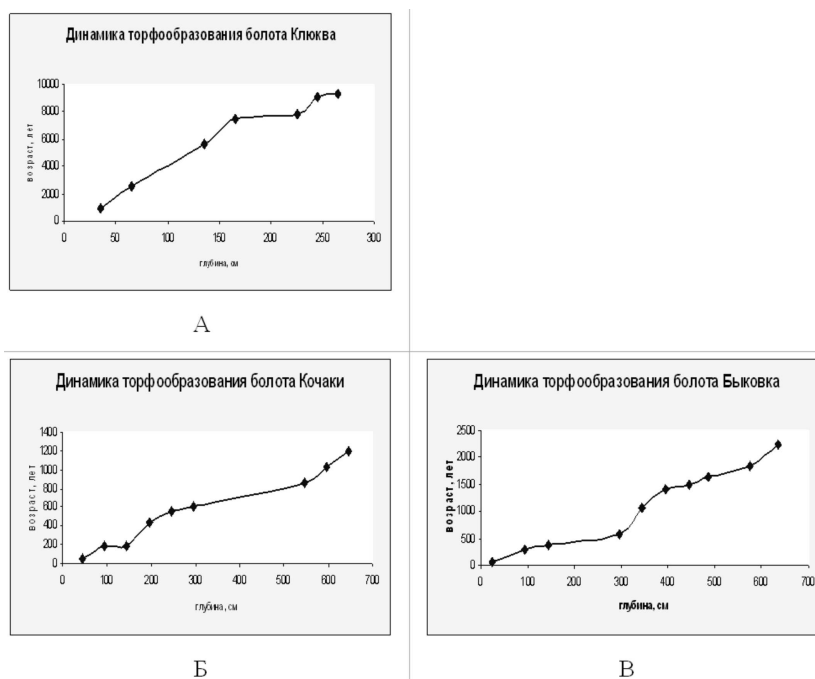 Динамика торфообразования болота Клюква
возраст, лет
10000
8000
6000
4000
2000
0
0 50 100 150 200 250 300
глубина, см
А
Динамика торфообразования болота Кочаки
возраст, лет
1400
1200
1000
800
600
400
200
0
0 100 200 300 400 500 600 700
глубина, см
Б
Динамика торфообразования болота Быковка
возраст, лет
2500
2000
1500
1000
500
0
0 100 200 300 400 500 600 700
глубина, см
В